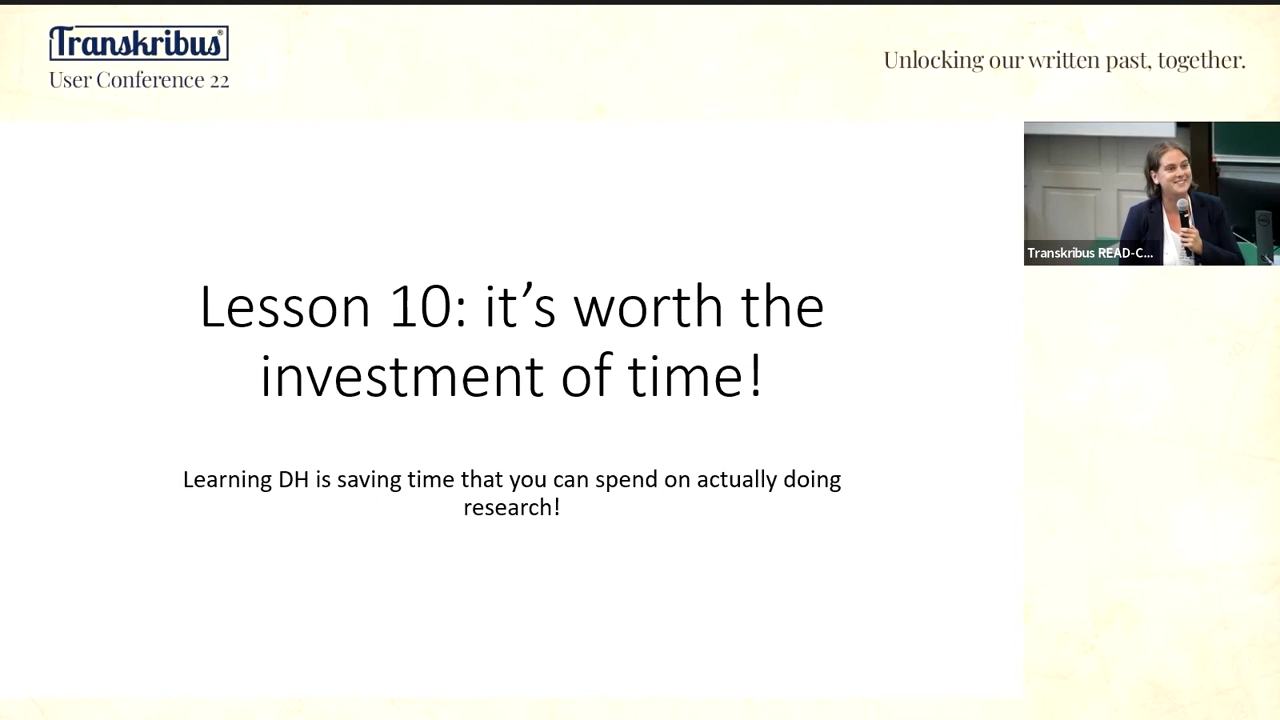 Transkribus®
User Conference 22
Unlocking our written past, together.
Lesson 10: it’s worth the
investment of time!
Learning DH is saving time that you can spend on actually doing
research!
Transkribus READ-C...